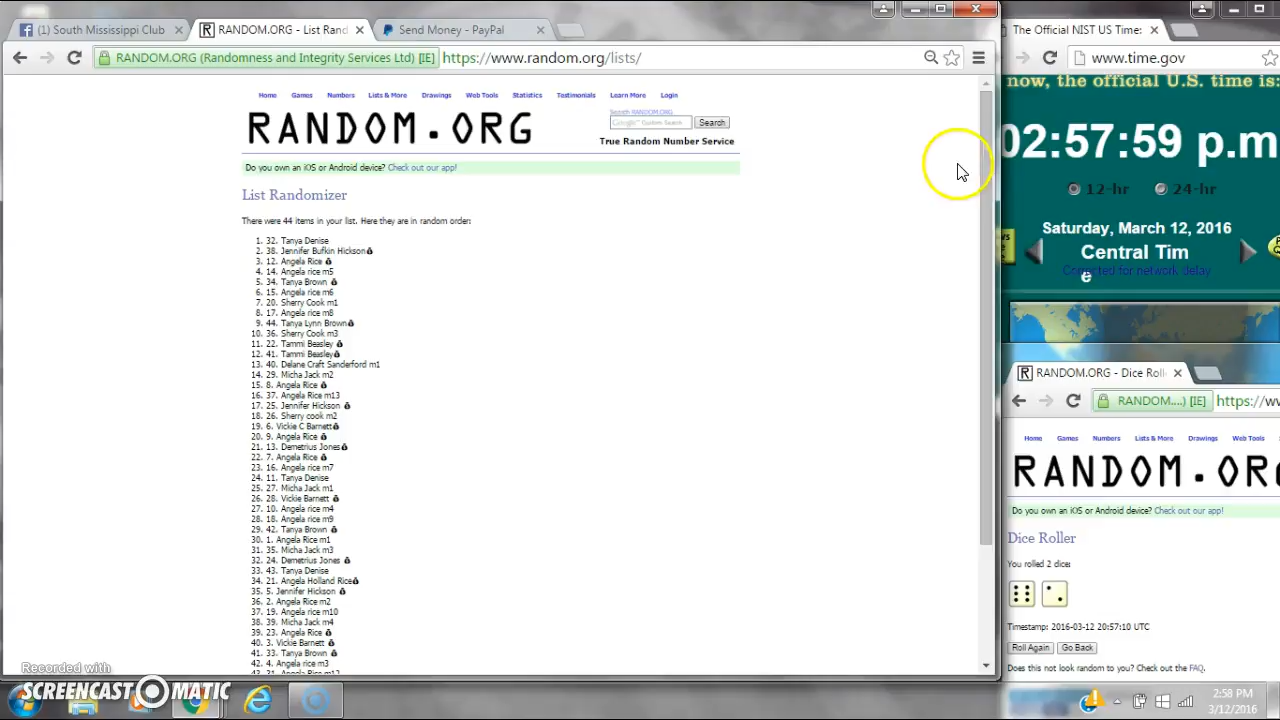 (1) South Mississippi Club
RANDOM.ORG - List Rand
Send Money - PayPal
The Official NIST US Time:
RANDOM.ORG (Randomness and Integrity Services Ltd) [IE]
https://www.random.org/lists/
www.time.gov
now, the official U.S. time is:
Home Games Numbers Lists & More Drawings Web Tools Statistics Testimonials Learn More Login
Search RANDOM.ORG
Google™ Custom Search
Search
RANDOM.ORG
True Random Number Service
02:57:59 p.m
Do you own an iOS or Android device? Check out our app!
12-hr 24-hr
List Randomizer
Saturday, March 12, 2016
Central Tim
e
Corrected for network delay
There were 44 items in your list. Here they are in random order:
1. 32. Tanya Denise
2. 38. Jennifer Bufkin Hickson💰
3. 12. Angela Rice 💰
4. 14. Angela rice m5
5. 34. Tanya Brown 💰
6. 15. Angela rice m6
7. 20. Sherry Cook m1
8. 17. Angela rice m8
9. 44. Tanya Lynn Brown💰
10. 36. Sherry Cook m3
11. 22. Tammi Beasley 💰
12. 41. Tammi Beasley💰
13. 40. Delane Craft Sanderford m1
14. 29. Micha Jack m2
15. 8. Angela Rice 💰
16. 37. Angela Rice m13
17. 25. Jennifer Hickson 💰
18. 26. Sherry cook m2
19. 6. Vickie C Barnett💰
20. 9. Angela Rice 💰
21. 13. Demetrius Jones💰
22. 7. Angela Rice 💰
23. 16. Angela rice m7
24. 11. Tanya Denise
25. 27. Micha Jack m1
26. 28. Vickie Barnett 💰
27. 10. Angela rice m4
28. 18. Angela rice m9
29. 42. Tanya Brown 💰
30. 1. Angela Rice m1
31. 35. Micha Jack m3
32. 24. Demetrius Jones 💰
33. 43. Tanya Denise
34. 21. Angela Holland Rice💰
35. 5. Jennifer Hickson 💰
36. 2. Angela Rice m2
37. 19. Angela rice m10
38. 39. Micha Jack m4
39. 23. Angela Rice 💰
40. 3. Vickie Barnett 💰
41. 33. Tanya Brown 💰
42. 4. Angela rice m3
43. 31. Angela Rice m12
RANDOM.ORG - Dice Roll
RANDOM....) [IE]
https://ww
Home Games Numbers Lists & More Drawings Web Tools
RANDOM.ORG
Do you own an iOS or Android device? Check out our app!
Dice Roller
You rolled 2 dice:
Timestamp: 2016-03-12 20:57:10 UTC
Roll Again Go Back
Does this not look random to you? Check out the FAQ.
Recorded with
SCREENCAST MATIC
2:58 PM
3/12/2016